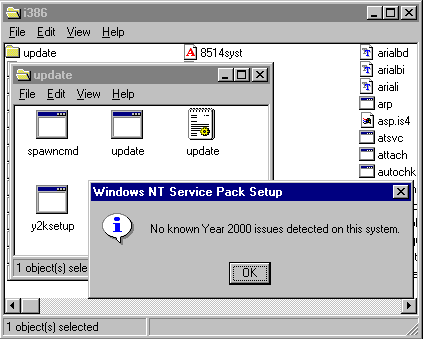 i386
File Edit View Help
update
8514syst
arialbd
arialbi
ariali
arp
asp.is4
atsvc
attach
autochk
update
File Edit View Help
spawncmd
update
update
y2ksetup
1 object(s) sele
Windows NT Service Pack Setup
No known Year 2000 issues detected on this system.
OK
1 object(s) selected